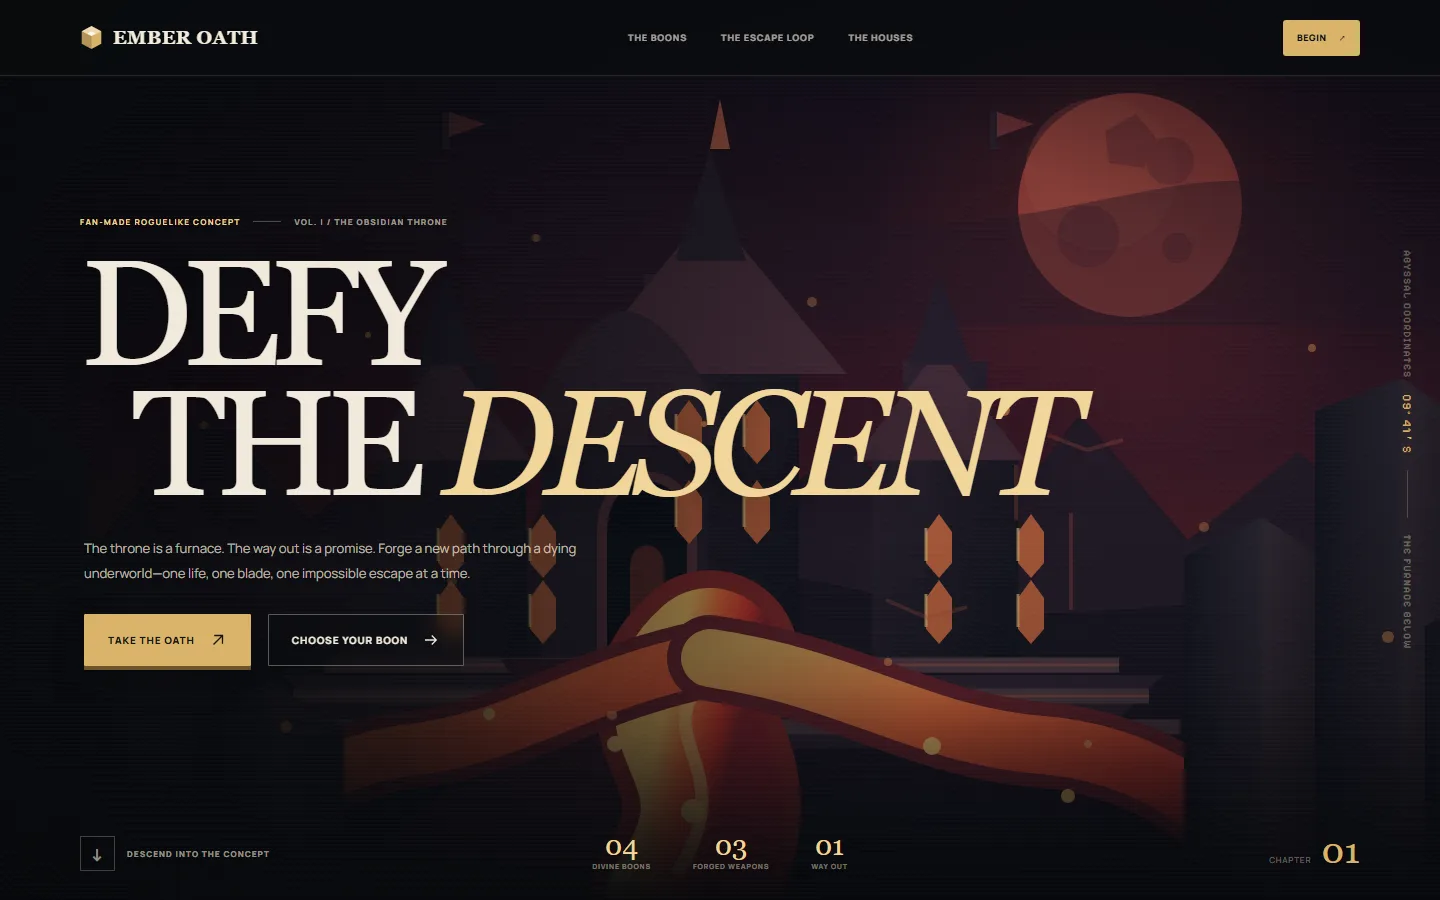 EMBER OATH
THE BOONS
THE ESCAPE LOOP
THE HOUSES
BEGIN ↗
FAN-MADE ROGUELIKE CONCEPT
VOL. I / THE OBSIDIAN THRONE
DEFY
THE DESCENT
The throne is a furnace. The way out is a promise. Forge a new path through a dying
underworld—one life, one blade, one impossible escape at a time.
TAKE THE OATH ↗
CHOOSE YOUR BOON →
ABYSSAL COORDINATES
09° 41′ S
THE FURNACE BELOW
↓ DESCEND INTO THE CONCEPT
04
DIVINE BOONS
03
FORGED WEAPONS
01
WAY OUT
CHAPTER 01